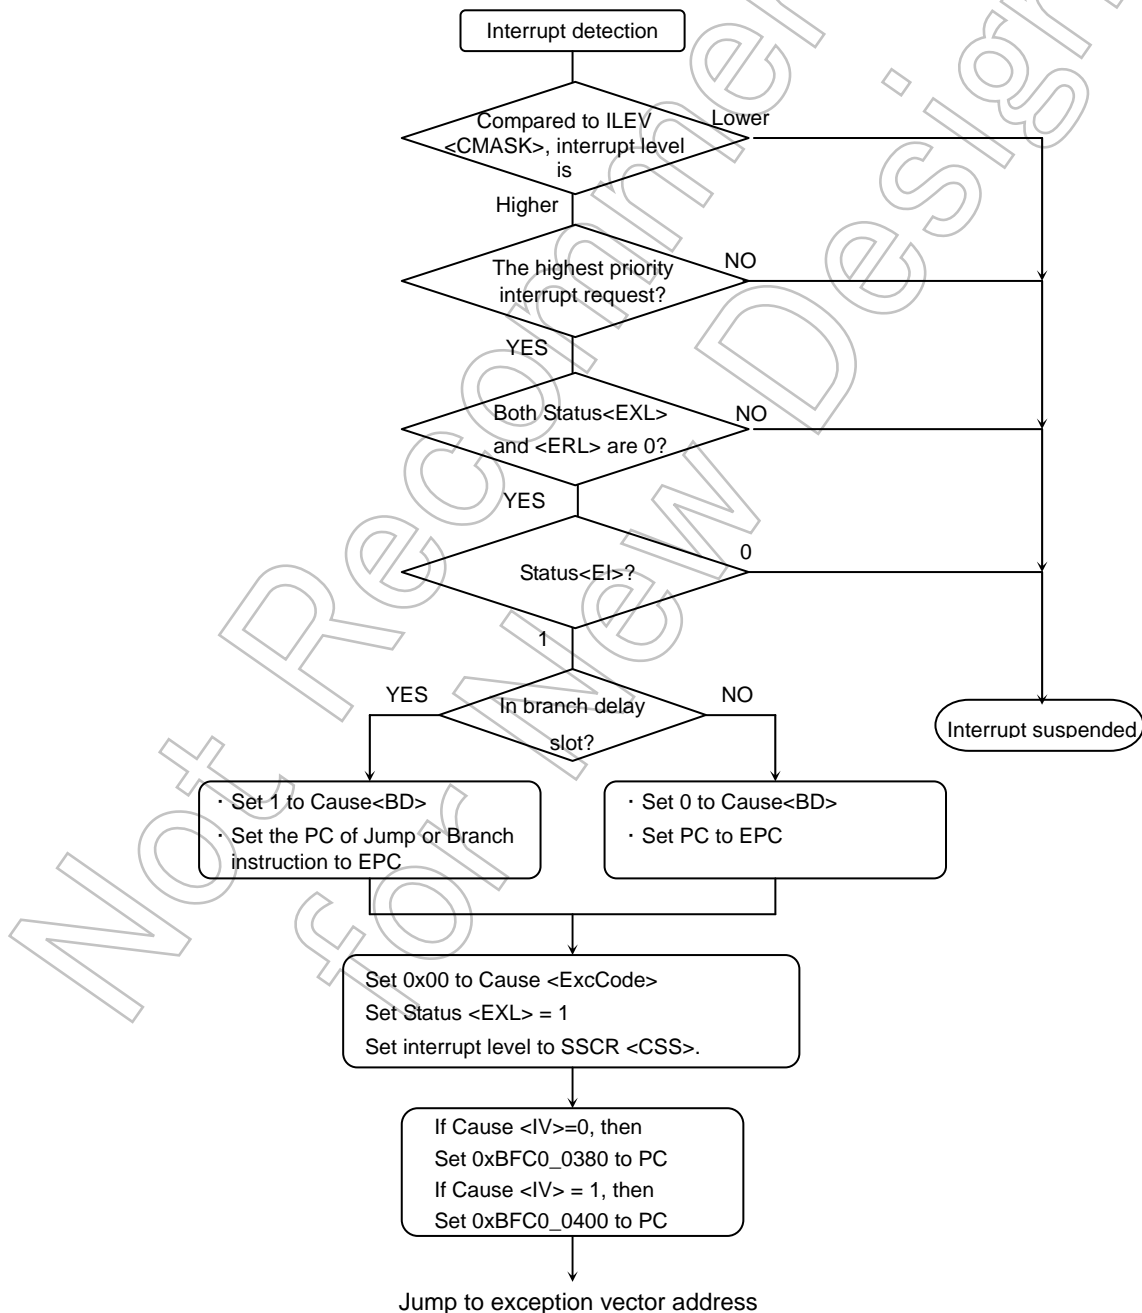 Interrupt detection
Compared to ILEV
<CMASK>, interrupt level
is
Lower
Higher
The highest priority
interrupt request?
NO
YES
Both Status<EXL>
and <ERL> are 0?
NO
YES
Status<EI>?
0
1
In branch delay
slot?
YES
NO
Interrupt suspended
・Set 1 to Cause<BD>
・Set the PC of Jump or Branch
instruction to EPC
・Set 0 to Cause<BD>
・Set PC to EPC
Set 0x00 to Cause <ExcCode>
Set Status <EXL> = 1
Set interrupt level to SSCR <CSS>.
If Cause <IV>=0, then
Set 0xBFC0_0380 to PC
If Cause <IV> = 1, then
Set 0xBFC0_0400 to PC
Jump to exception vector address
Not Recommen
for New Design